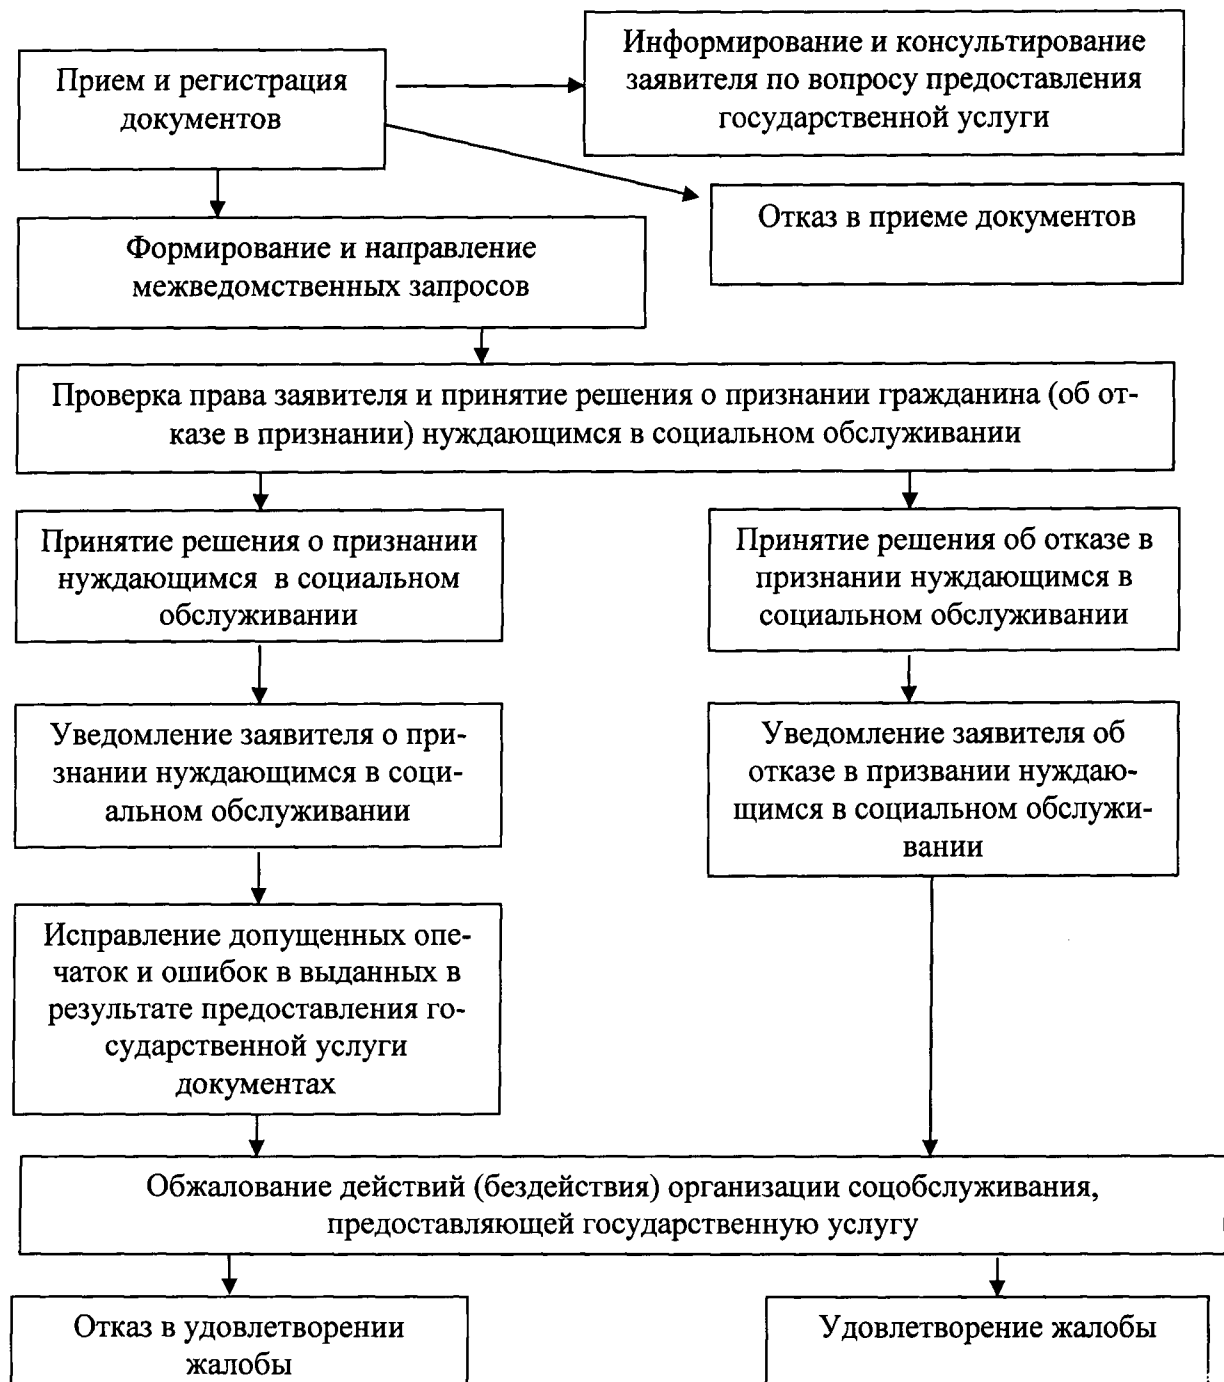 Прием и регистрация
документов
Информирование и консультирование
заявителя по вопросу предоставления
государственной услуги
Отказ в приеме документов
Формирование и направление
межведомственных запросов
Проверка права заявителя и принятие решения о признании гражданина (об от-
казе в признании) нуждающимся в социальном обслуживании
Принятие решения о признании
нуждающимся в социальном
обслуживании
Принятие решения об отказе в
признании нуждающимся в
социальном обслуживании
Уведомление заявителя о при-
знании нуждающимся в соци-
альном обслуживании
Уведомление заявителя об
отказе в призвании нуждаю-
щимся в социальном обслужи-
вании
Исправление допущенных опе-
чаток и ошибок в выданных в
результате предоставления го-
сударственной услуги
документах
Обжалование действий (бездействия) организации соцобслуживания,
предоставляющей государственную услугу
Отказ в удовлетворении
жалобы
Удовлетворение жалобы